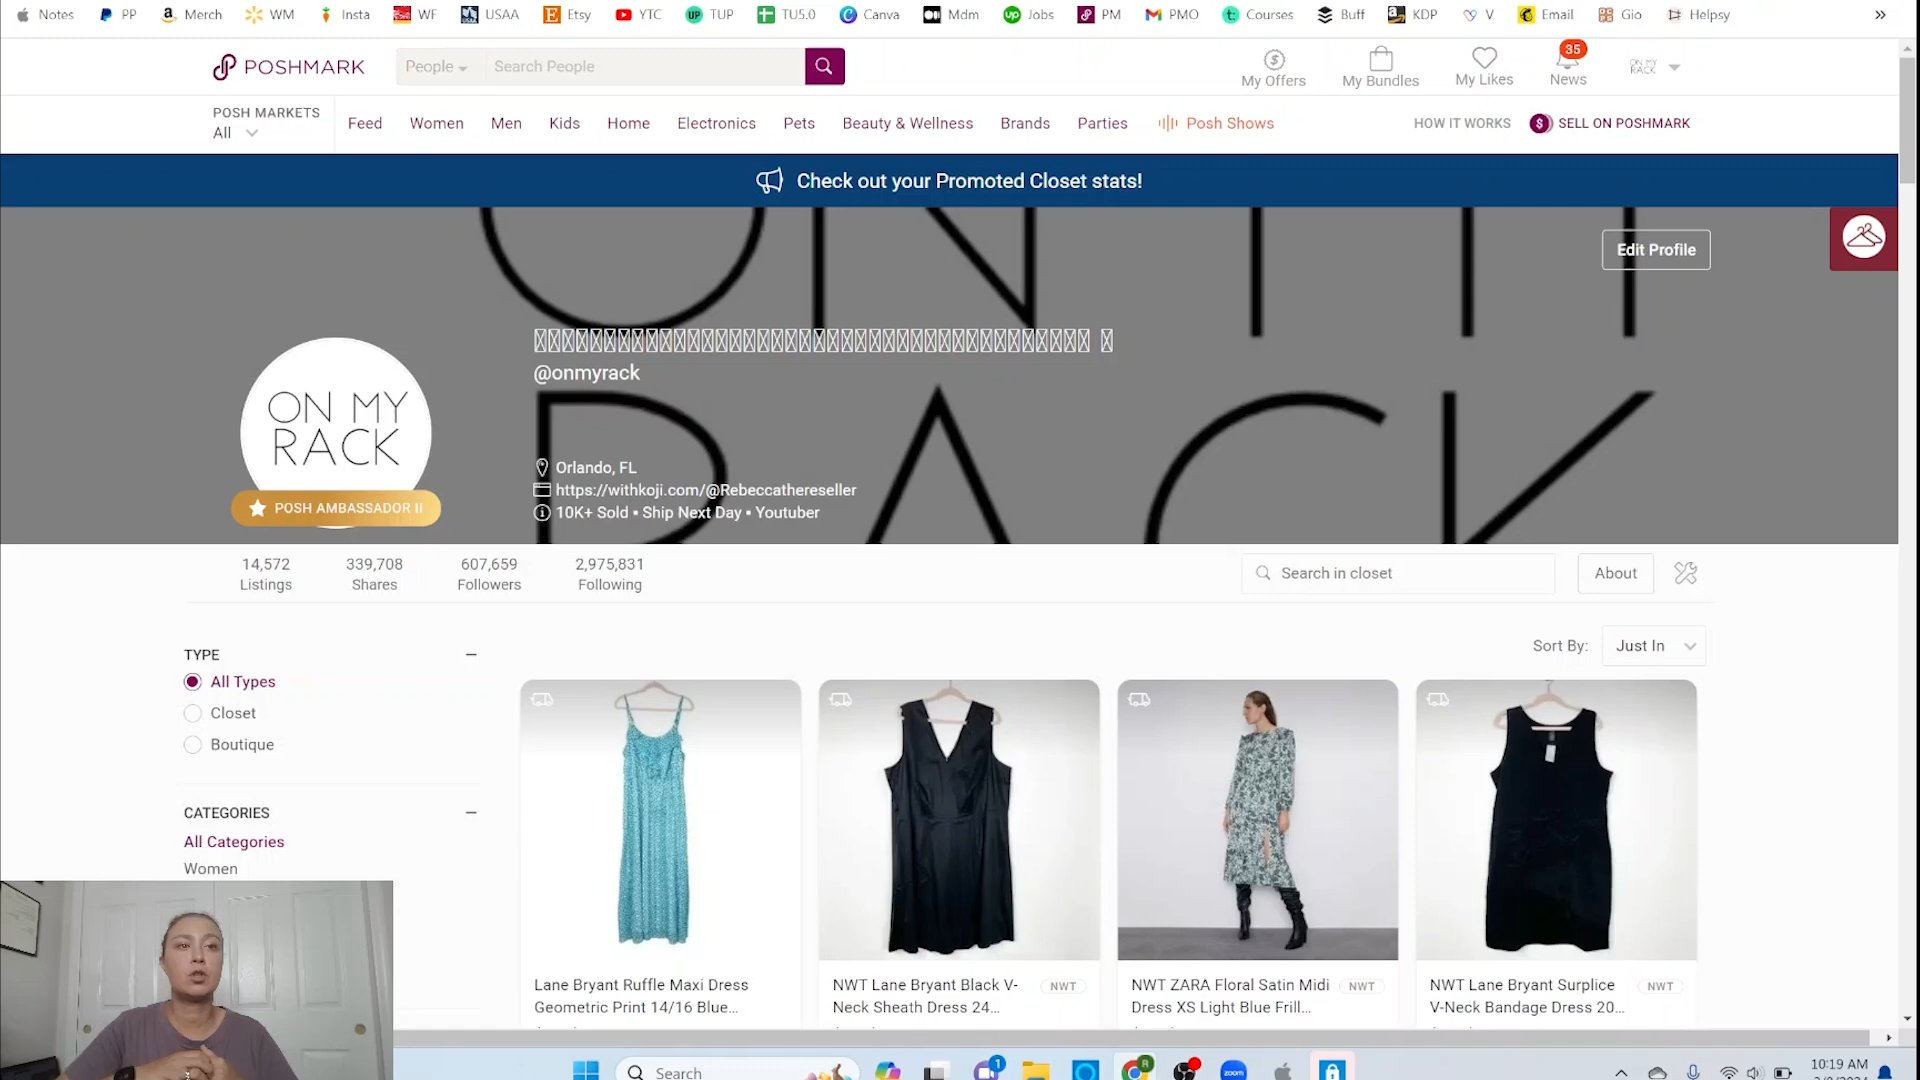 Notes PP Merch WM Insta WF USAA Etsy YTC TUP TU5.0 Canva Mdm Jobs PM PMO Courses Buff KDP V Email Gio Helpsy
POSHMARK People Search People My Offers My Bundles My Likes 35 News ON MY RACK
POSH MARKETS
All
Feed Women Men Kids Home Electronics Pets Beauty & Wellness Brands Parties Posh Shows HOW IT WORKS SELL ON POSHMARK
Check out your Promoted Closet stats!
ON MY
RACK
Edit Profile
@onmyrack
ON MY
RACK
POSH AMBASSADOR II
Orlando, FL
https://withkoji.com/@Rebeccathereseller
10K+ Sold ▪ Ship Next Day ▪ Youtuber
14,572 339,708 607,659 2,975,831
Listings Shares Followers Following
Search in closet About
Sort By: Just In
TYPE
All Types
Closet
Boutique
CATEGORIES
All Categories
Women
Lane Bryant Ruffle Maxi Dress
Geometric Print 14/16 Blue...
NWT Lane Bryant Black V-
Neck Sheath Dress 24...
NWT
NWT ZARA Floral Satin Midi
Dress XS Light Blue Frill...
NWT
NWT Lane Bryant Surplice
V-Neck Bandage Dress 20...
NWT
Search 1 R zoom 10:19 AM